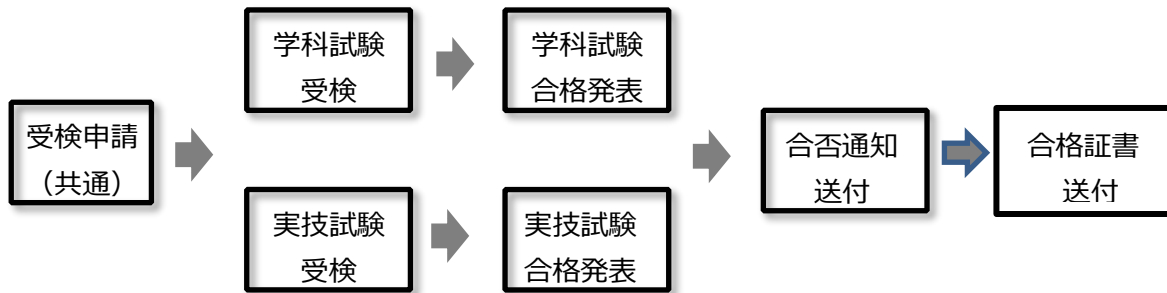 受検申請
（共通）
学科試験
受検
学科試験
合格発表
実技試験
受検
実技試験
合格発表
合否通知
送付
合格証書
送付